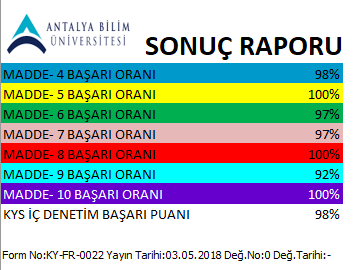 ANTALYA BİLİM
ÜNİVERSİTESİ
SONUÇ RAPORU
MADDE- 4 BAŞARI ORANI 98%
MADDE- 5 BAŞARI ORANI 100%
MADDE- 6 BAŞARI ORANI 97%
MADDE- 7 BAŞARI ORANI 97%
MADDE- 8 BAŞARI ORANI 100%
MADDE- 9 BAŞARI ORANI 92%
MADDE- 10 BAŞARI ORANI 100%
KYS İÇ DENETİM BAŞARI PUANI 98%
Form No:KY-FR-0022 Yayın Tarihi:03.05.2018 Değ.No:0 Değ.Tarihi:-